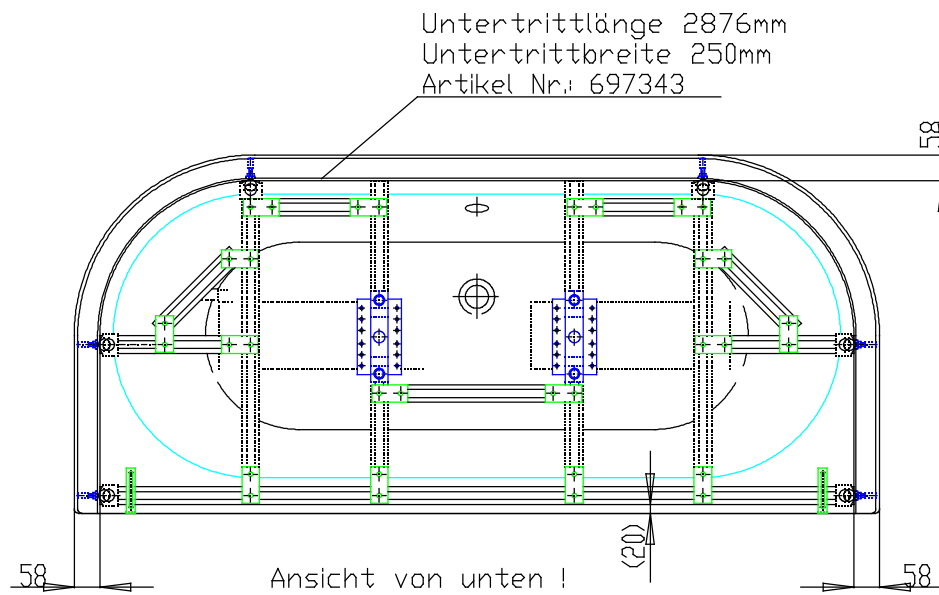 Untertrittlänge 2876mm
Untertrittbreite 250mm
Artikel Nr.: 697343
58
(20)
58
Ansicht von unten !
58